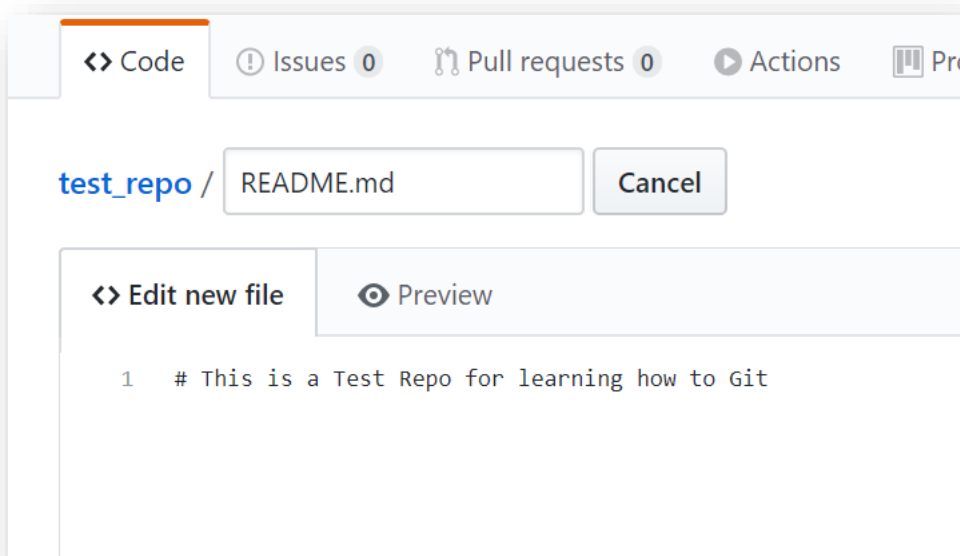 Code Issues 0 Pull requests 0 Actions Pro
test_repo / README.md Cancel
Edit new file Preview
1 # This is a Test Repo for learning how to Git